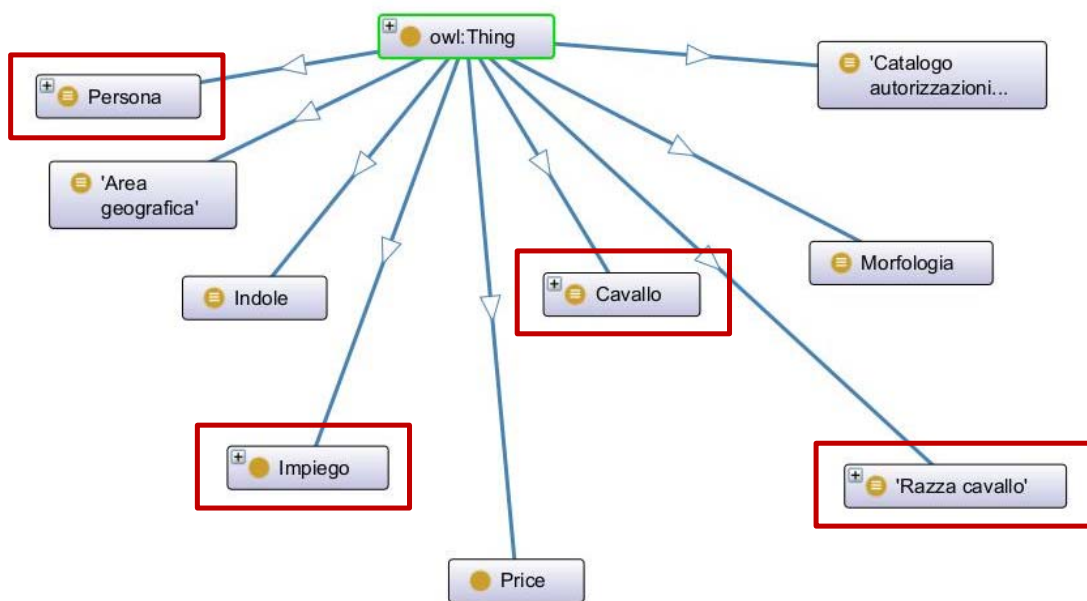 owl:Thing
'Catalogo
autorizzazioni...
Persona
'Area
geografica'
Morfologia
Indole
Cavallo
Impiego
'Razza cavallo'
Price